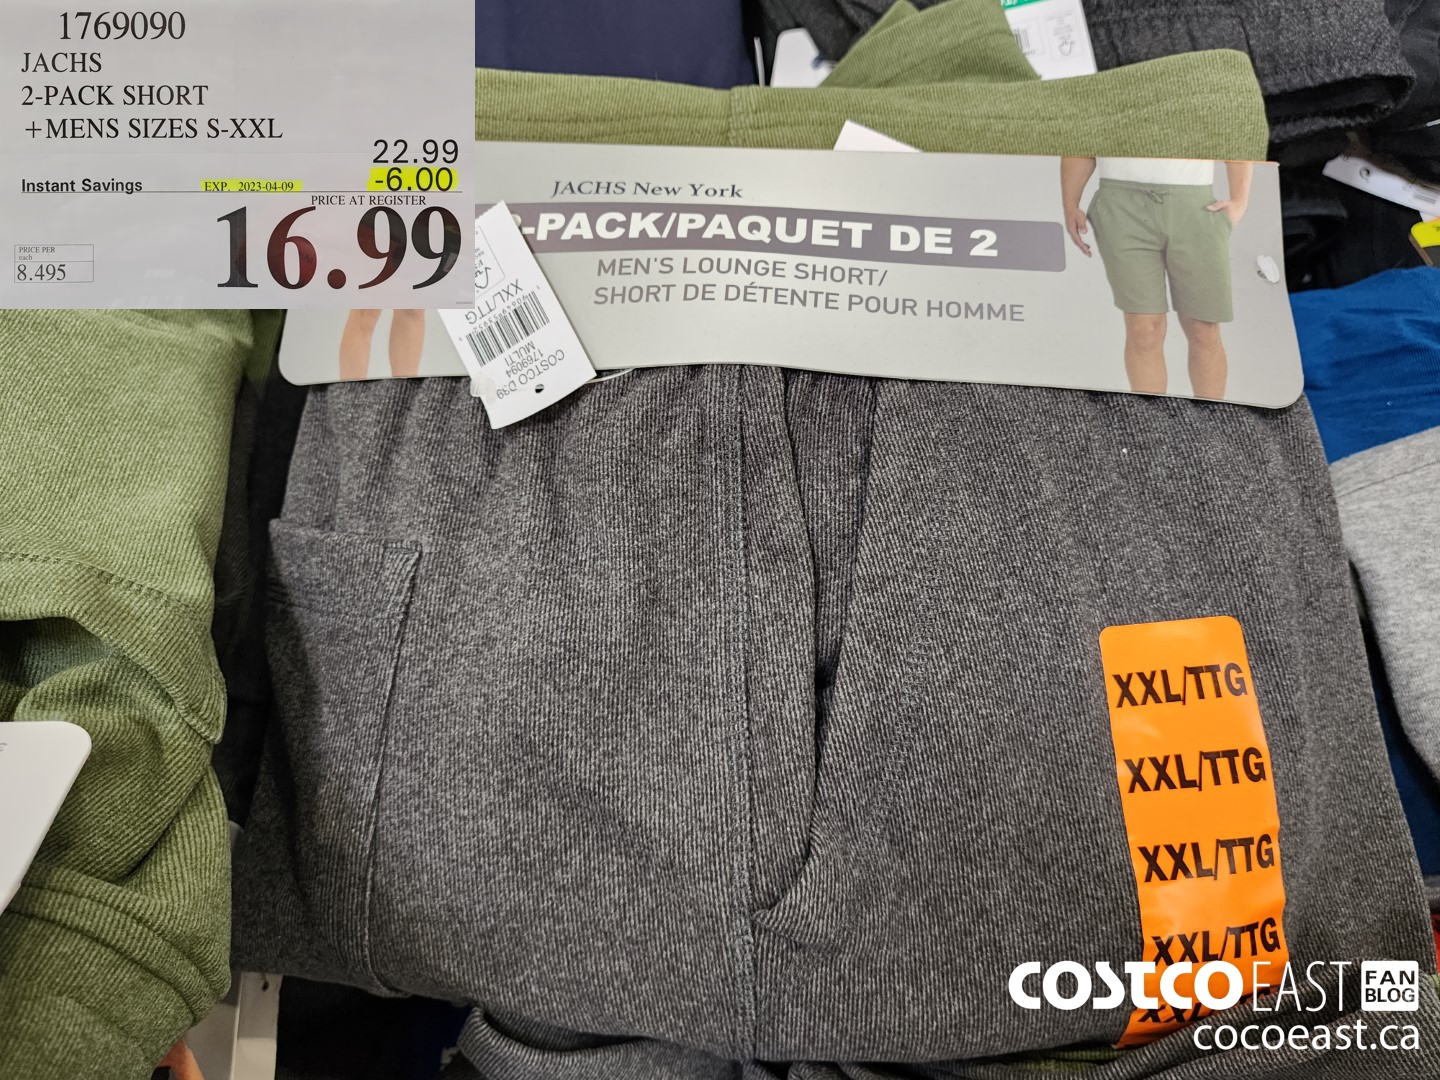 1769090
JACHS
2-PACK SHORT
+MENS SIZES S-XXL
22.99
Instant Savings
EXP. 2023-04-09
-6.00
PRICE AT REGISTER
16.99
PRICE PER
each
8.495
JACHS New York
2-PACK/PAQUET DE 2
MEN'S LOUNGE SHORT/
SHORT DE DÉTENTE POUR HOMME
XXL/TTG
MULTI
1769094
COSTCO D39
XXL/TTG
XXL/TTG
XXL/TTG
XXL/TTG
COSTCO EAST FAN BLOG
cocoeast.ca